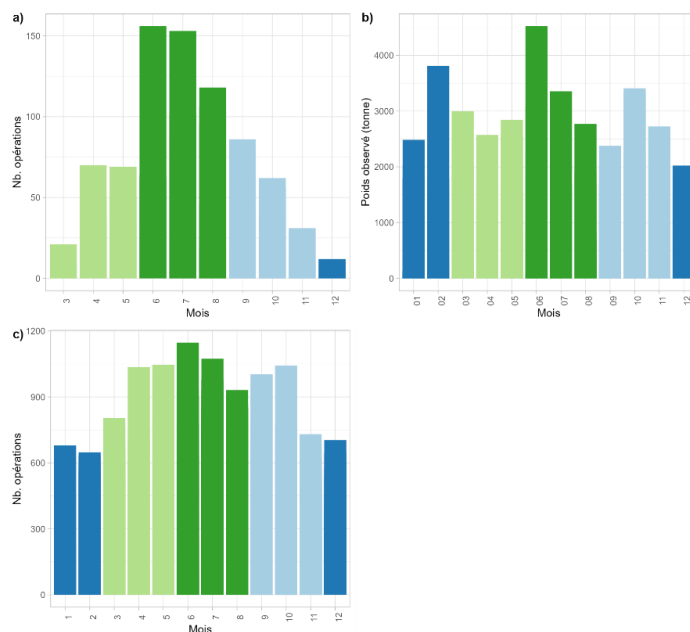 a)
Nb. opérations
150
100
50
0
3 4 5 6 7 8 9 10 11 12
Mois
b)
Poids observé (tonne)
4000
3000
2000
1000
0
01 02 03 04 05 06 07 08 09 10 11 12
Mois
c)
Nb. opérations
1200
900
600
300
0
1 2 3 4 5 6 7 8 9 10 11 12
Mois